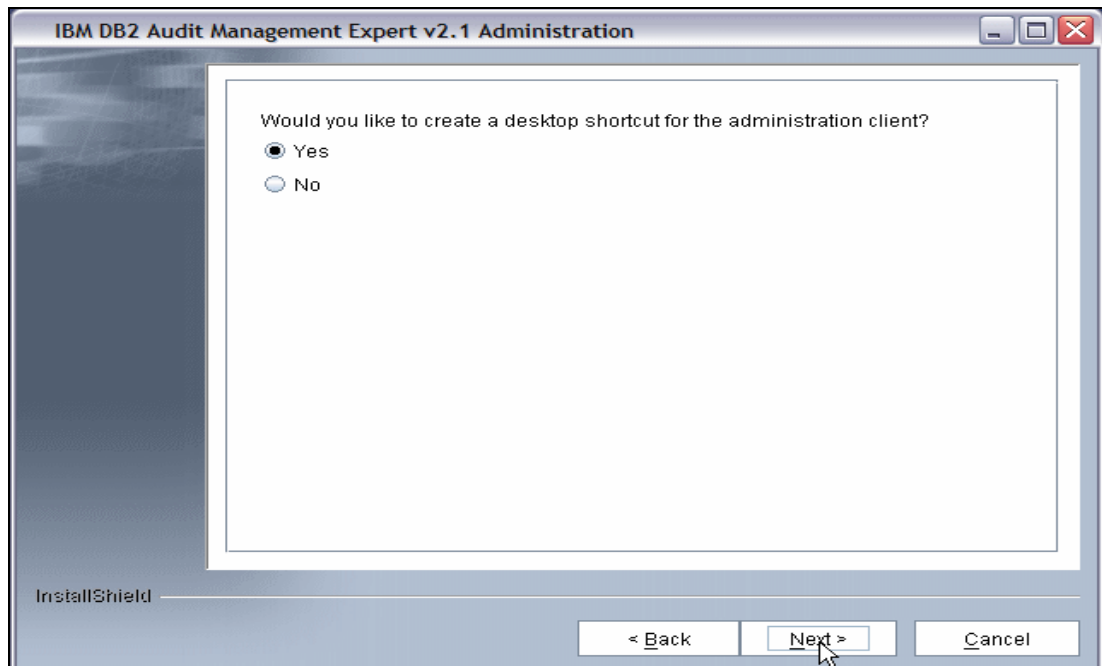 IBM DB2 Audit Management Expert v2.1 Administration
Would you like to create a desktop shortcut for the administration client?
Yes
No
InstallShield
< Back
Next >
Cancel